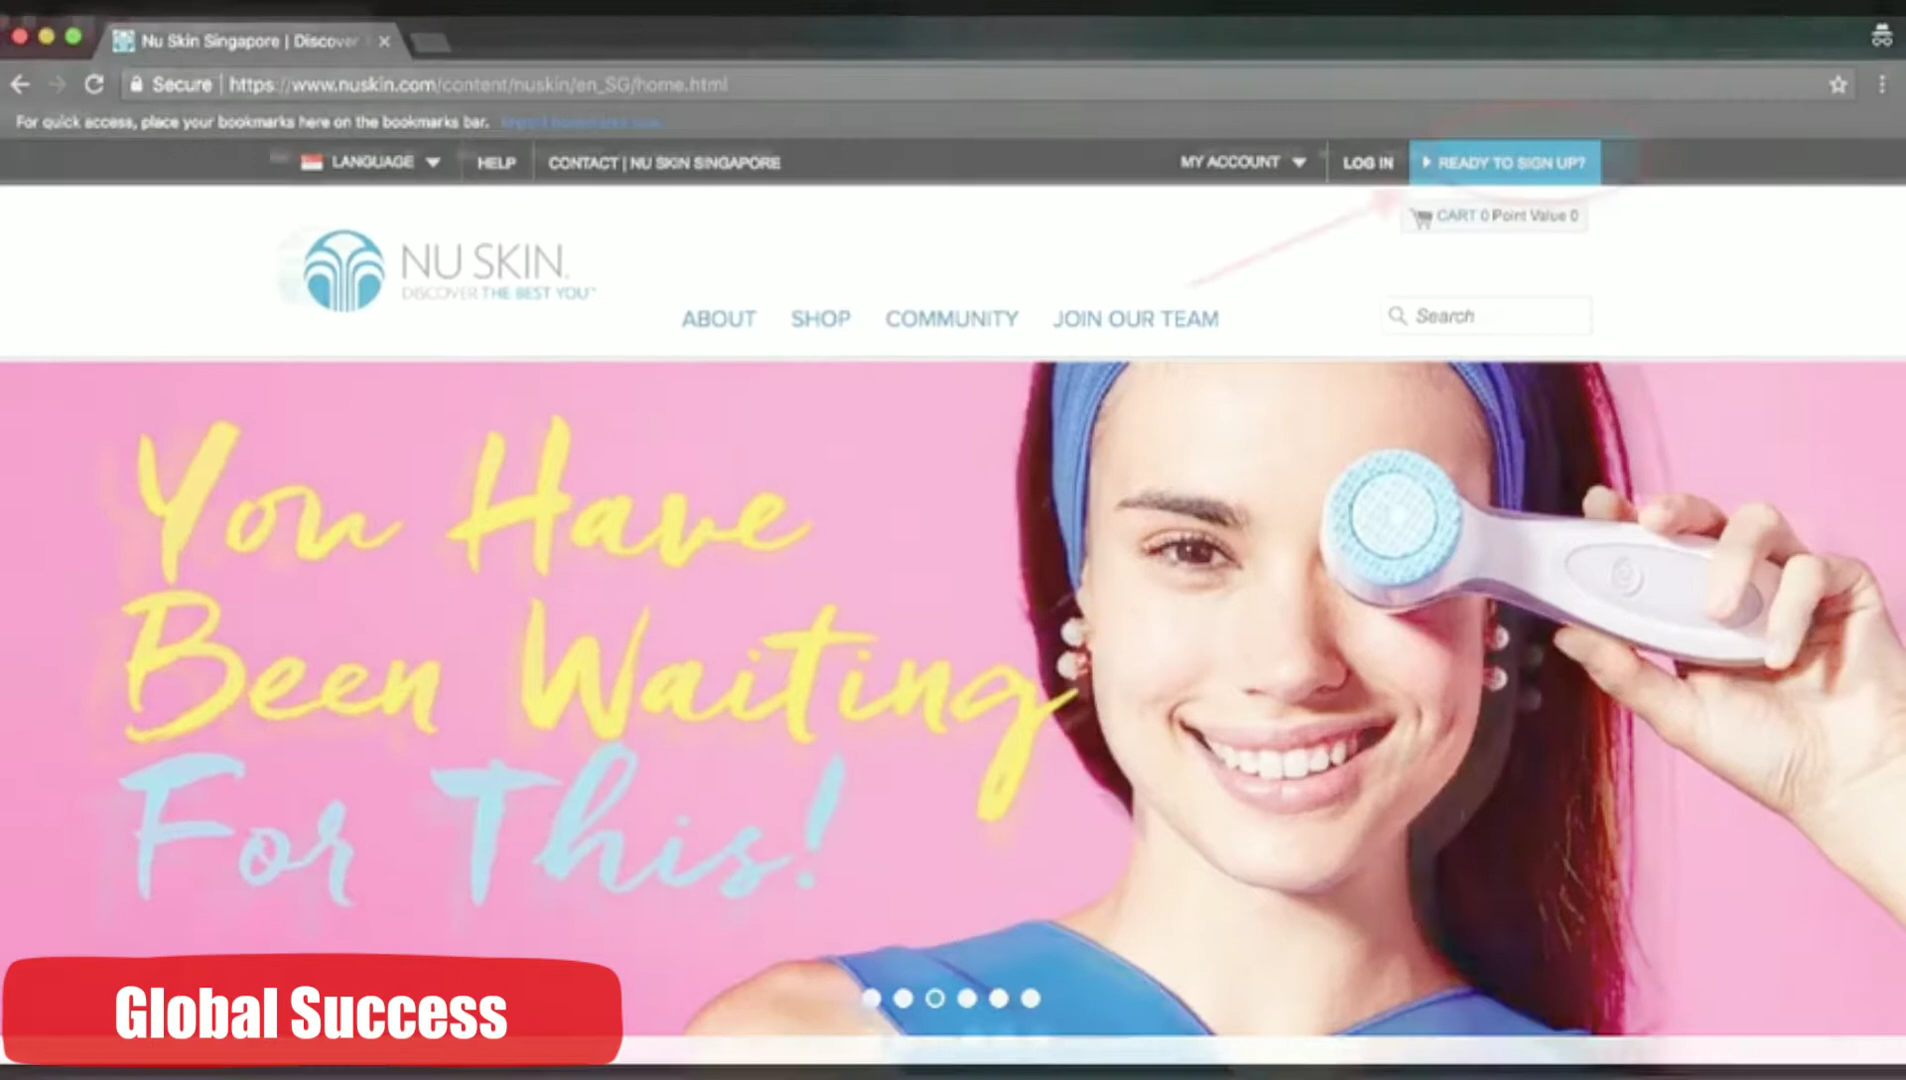 Nu Skin Singapore | Discover
Secure | https://www.nuskin.com/content/nuskin/en_SG/home.html
For quick access, place your bookmarks here on the bookmarks bar.
LANGUAGE HELP CONTACT | NU SKIN SINGAPORE MY ACCOUNT LOG IN READY TO SIGN UP?
CART 0 Point Value 0
NU SKIN.
DISCOVER THE BEST YOU™
ABOUT SHOP COMMUNITY JOIN OUR TEAM Search
You Have
Been Waiting
For This!
Global Success